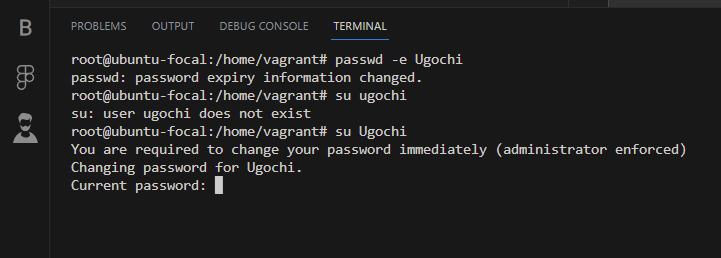 B
PROBLEMS OUTPUT DEBUG CONSOLE TERMINAL
root@ubuntu-focal:/home/vagrant# passwd -e Ugochi
passwd: password expiry information changed.
root@ubuntu-focal:/home/vagrant# su ugochi
su: user ugochi does not exist
root@ubuntu-focal:/home/vagrant# su Ugochi
You are required to change your password immediately (administrator enforced)
Changing password for Ugochi.
Current password: